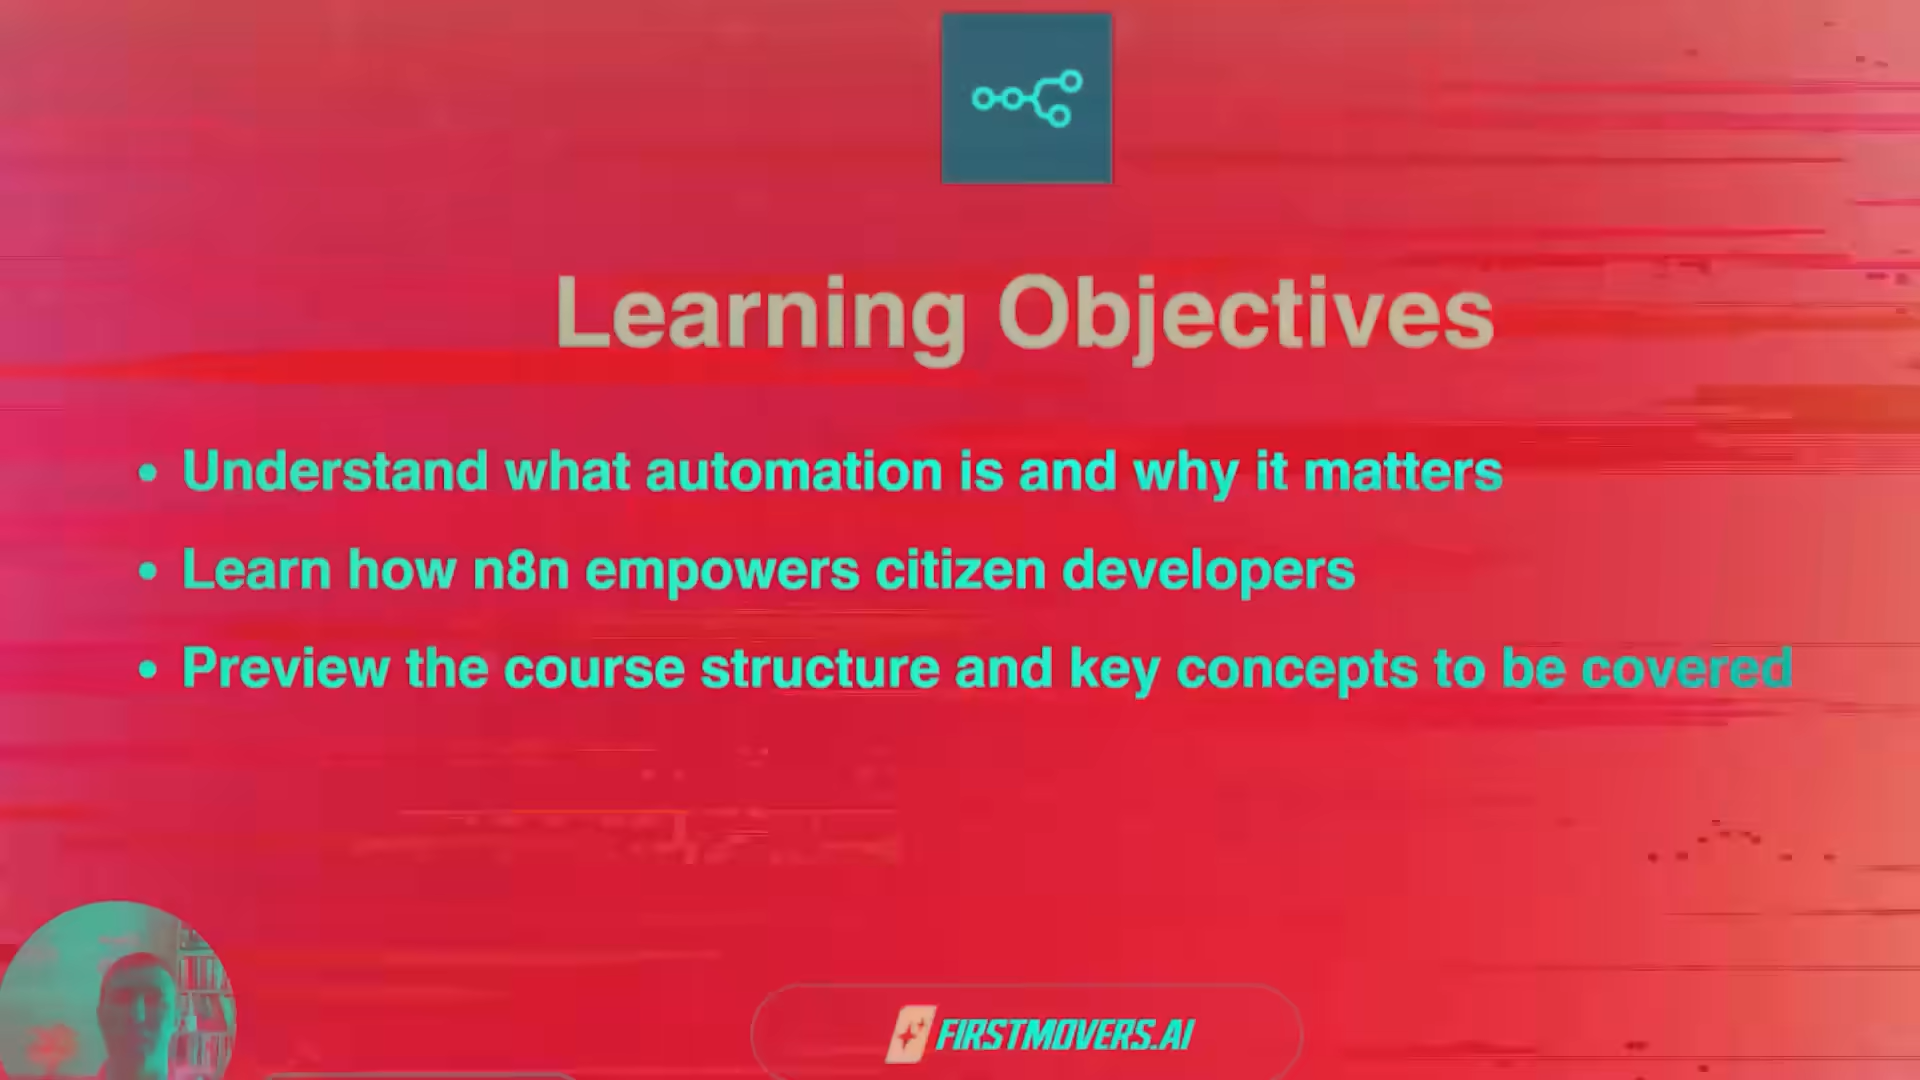 Learning Objectives
• Understand what automation is and why it matters
• Learn how n8n empowers citizen developers
• Preview the course structure and key concepts to be covered
FIRSTMOVERS.AI